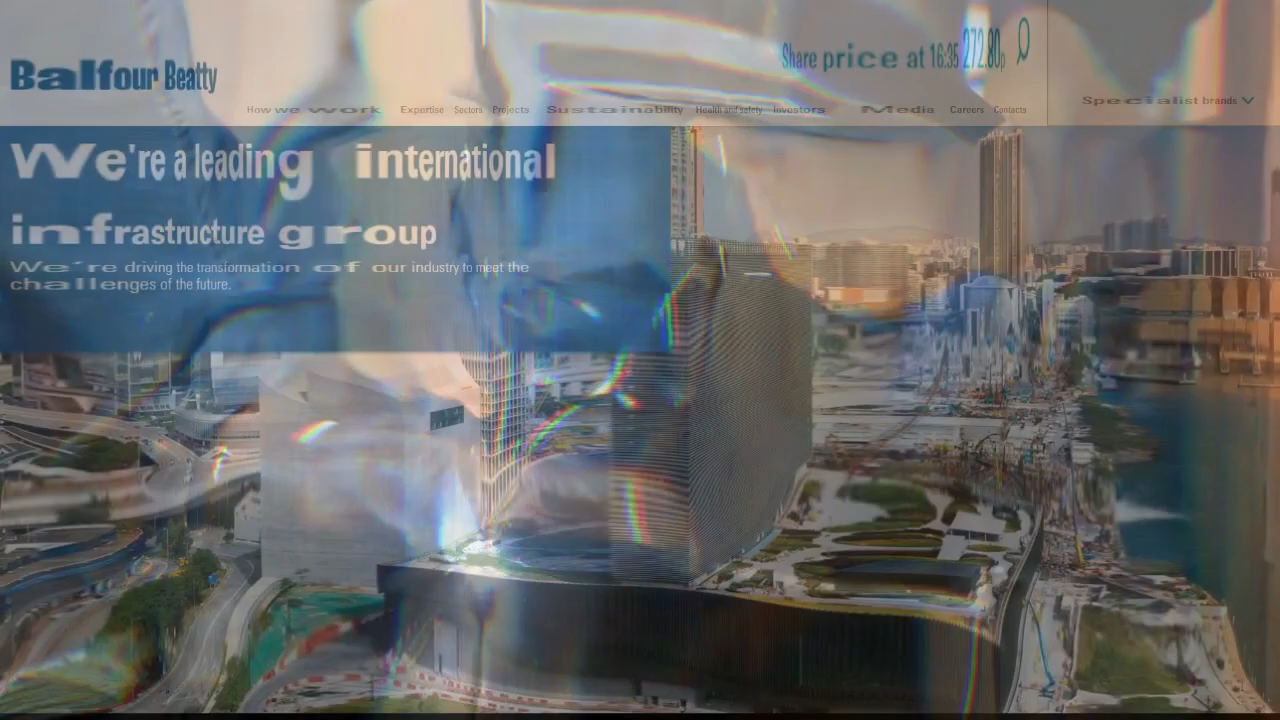 Share price at 16:35 272.80p
Balfour Beatty
How we work Expertise Sectors Projects Sustainability Health and safety Investors Media Careers Contacts Specialist brands
We're a leading international
infrastructure group
We're driving the transformation of our industry to meet the
challenges of the future.